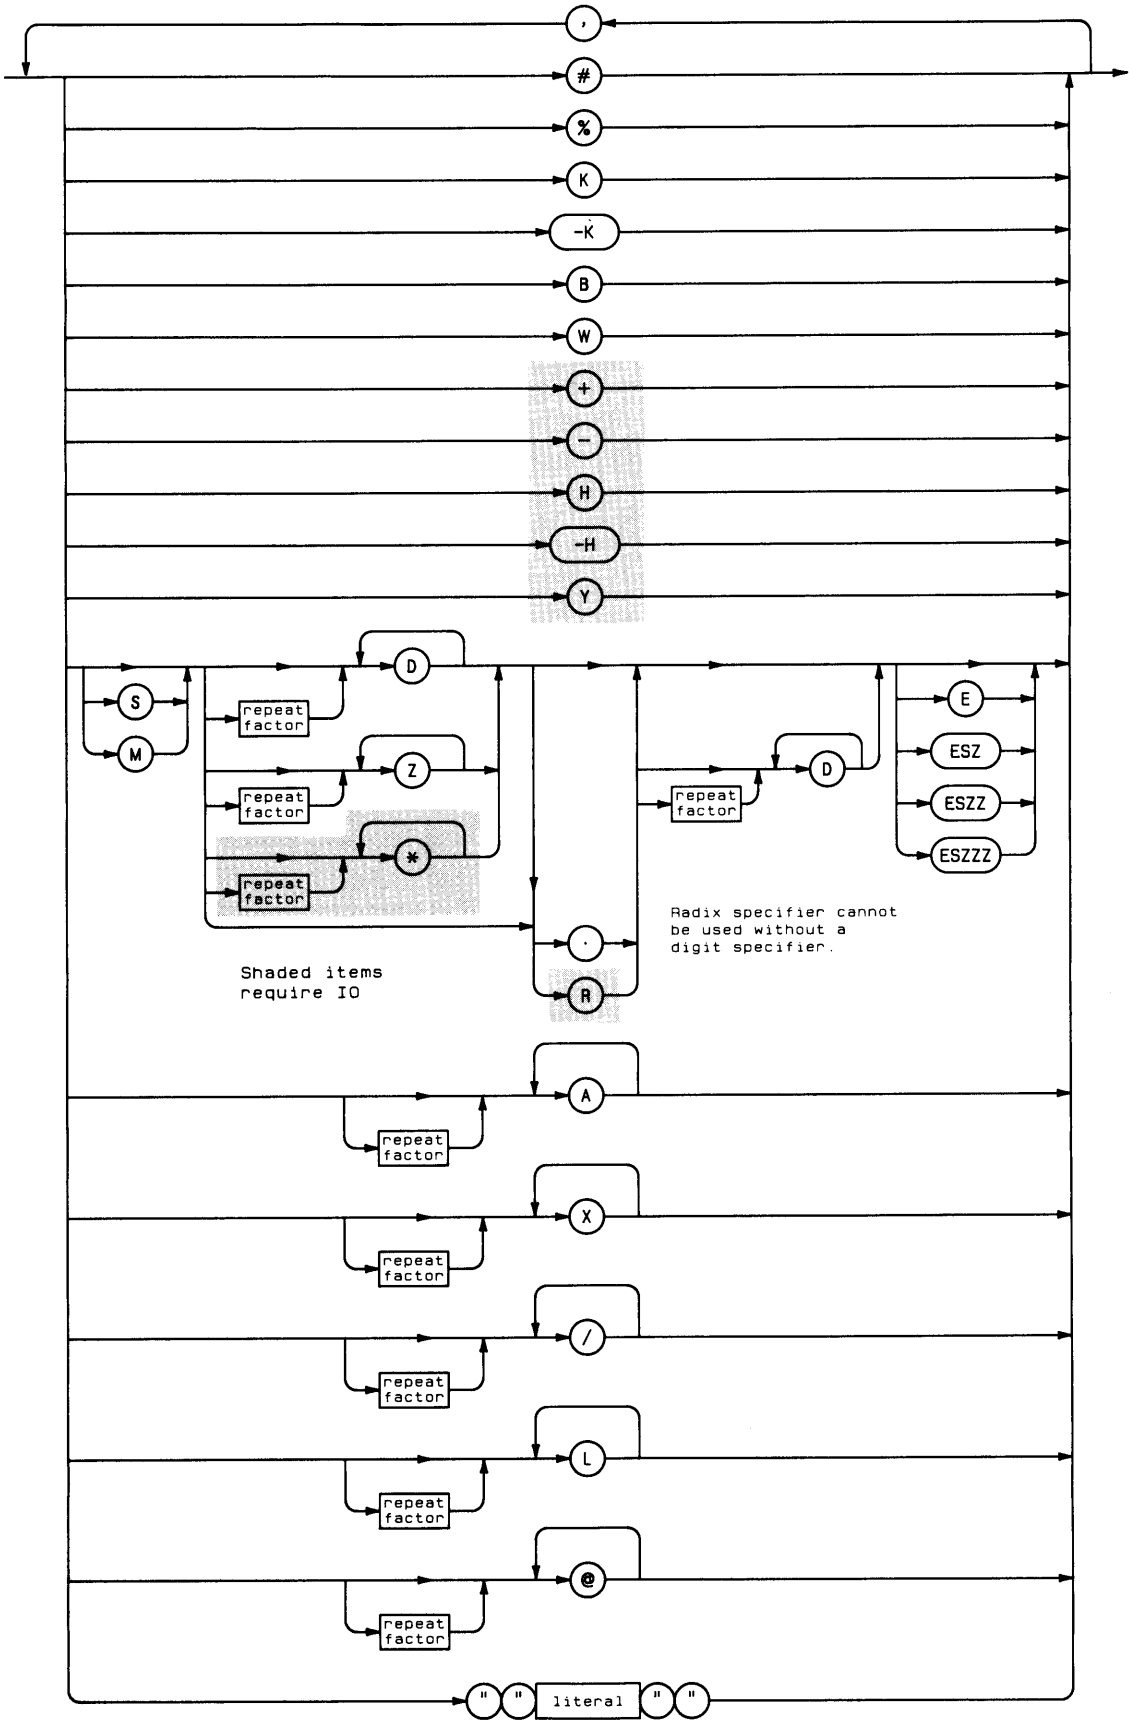 ,
#
%
K
-K
B
W
+
-
H
-H
Y
D
S
repeat
factor
E
M
Z
ESZ
repeat
factor
D
repeat
factor
ESZZ
*
ESZZZ
repeat
factor
Radix specifier cannot
be used without a
digit specifier.
.
Shaded items
require IO
R
A
repeat
factor
X
repeat
factor
/
repeat
factor
L
repeat
factor
@
repeat
factor
" " literal " "